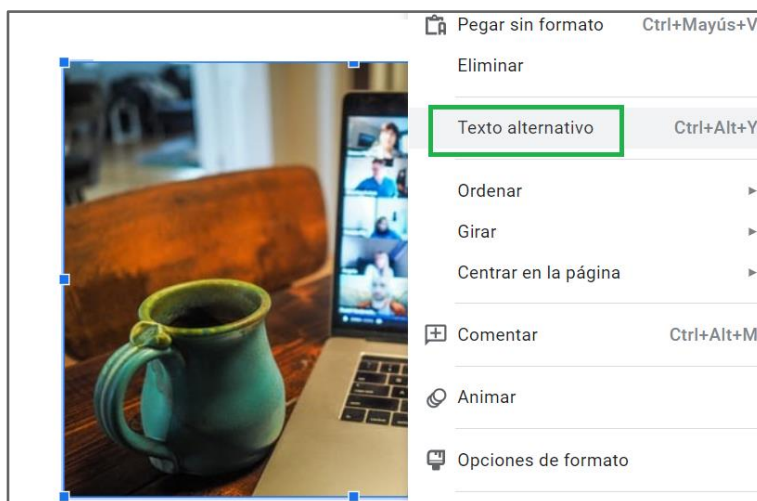 Pegar sin formato Ctrl+Mayús+V
Eliminar
Texto alternativo Ctrl+Alt+Y
Ordenar
Girar
Centrar en la página
Comentar Ctrl+Alt+M
Animar
Opciones de formato